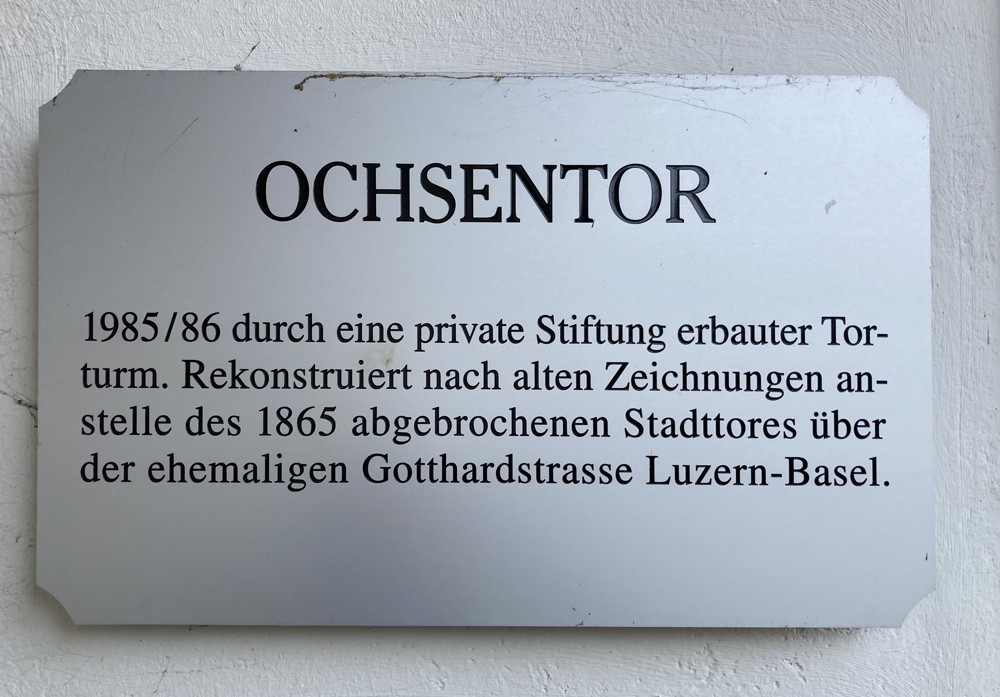 OCHSENTOR
1985/86 durch eine private Stiftung erbauter Tor-
turm. Rekonstruiert nach alten Zeichnungen an-
stelle des 1865 abgebrochenen Stadttores über
der ehemaligen Gotthardstrasse Luzern-Basel.